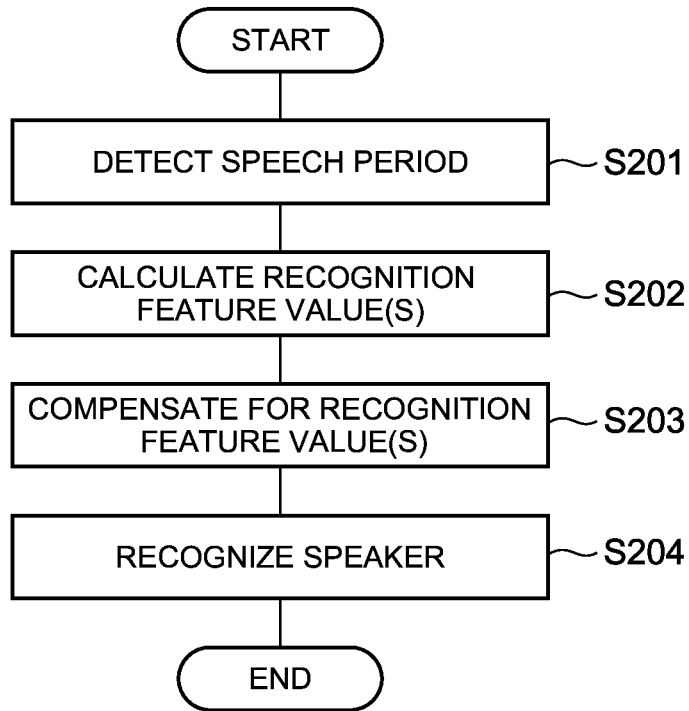 START
DETECT SPEECH PERIOD
S201
CALCULATE RECOGNITION
FEATURE VALUE(S)
S202
COMPENSATE FOR RECOGNITION
FEATURE VALUE(S)
S203
RECOGNIZE SPEAKER
S204
END